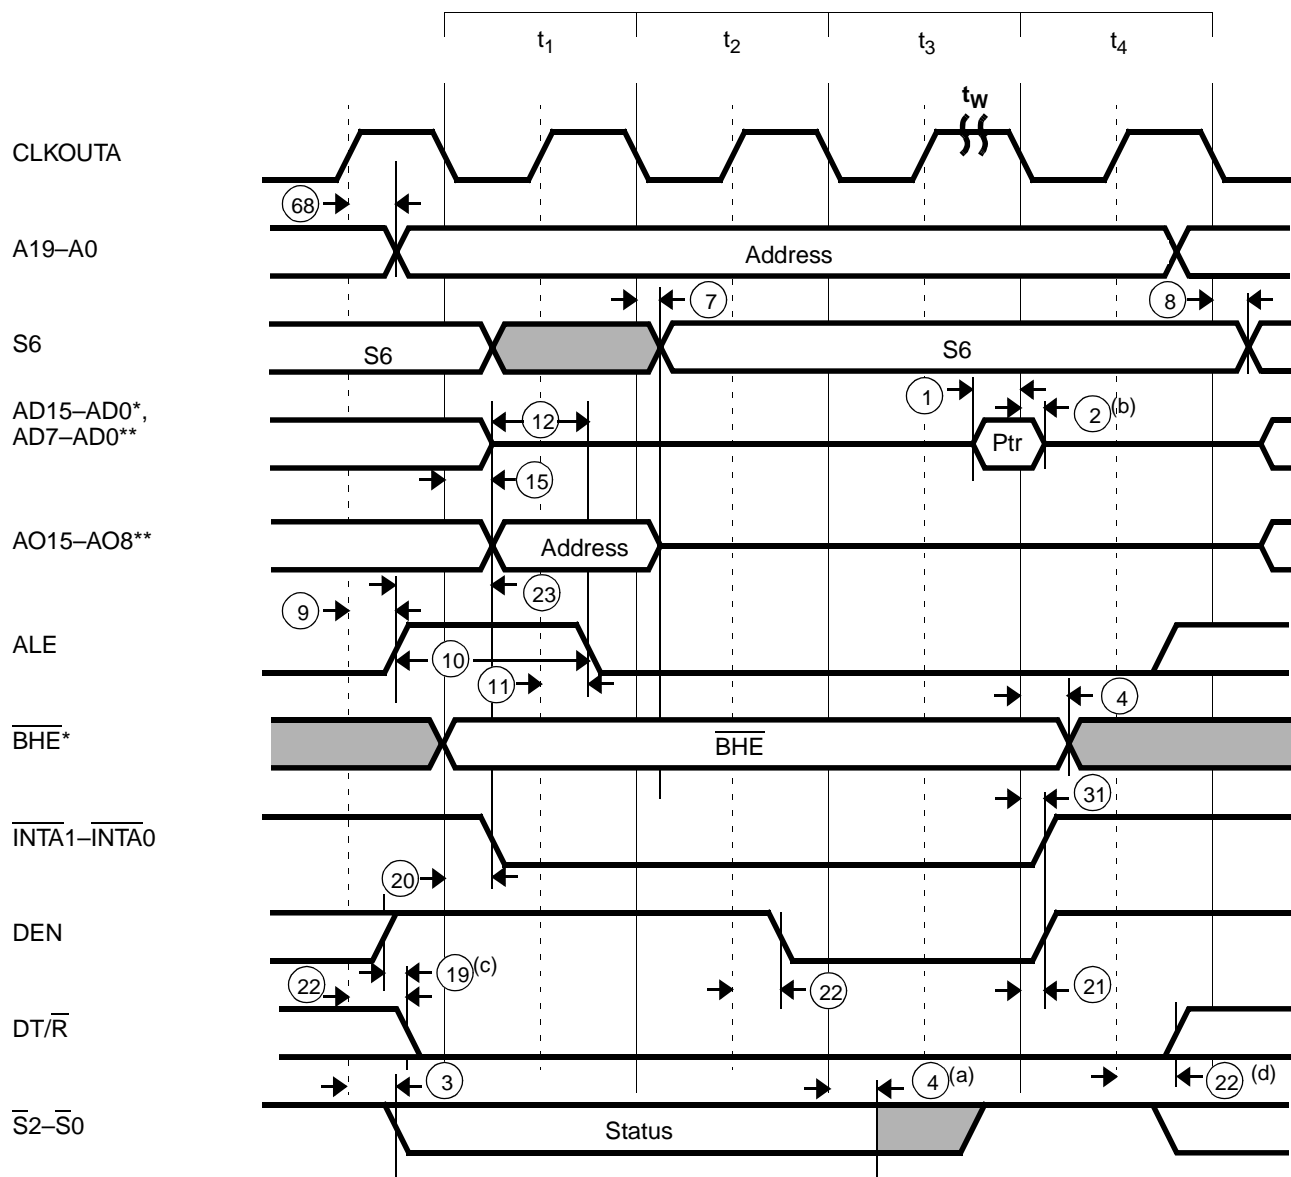 t1 t2 t3 t4
tW
CLKOUTA
68
A19–A0 Address
7 8
S6 S6 S6
1 2 (b)
AD15–AD0*,
AD7–AD0** 12 Ptr
15
AO15–AO8** Address
23
9
ALE 10
11 4
BHE* BHE
31
INTA1–INTA0
20
DEN
22 19 (c) 22 21
DT/R
3 4 (a) 22 (d)
S2–S0 Status